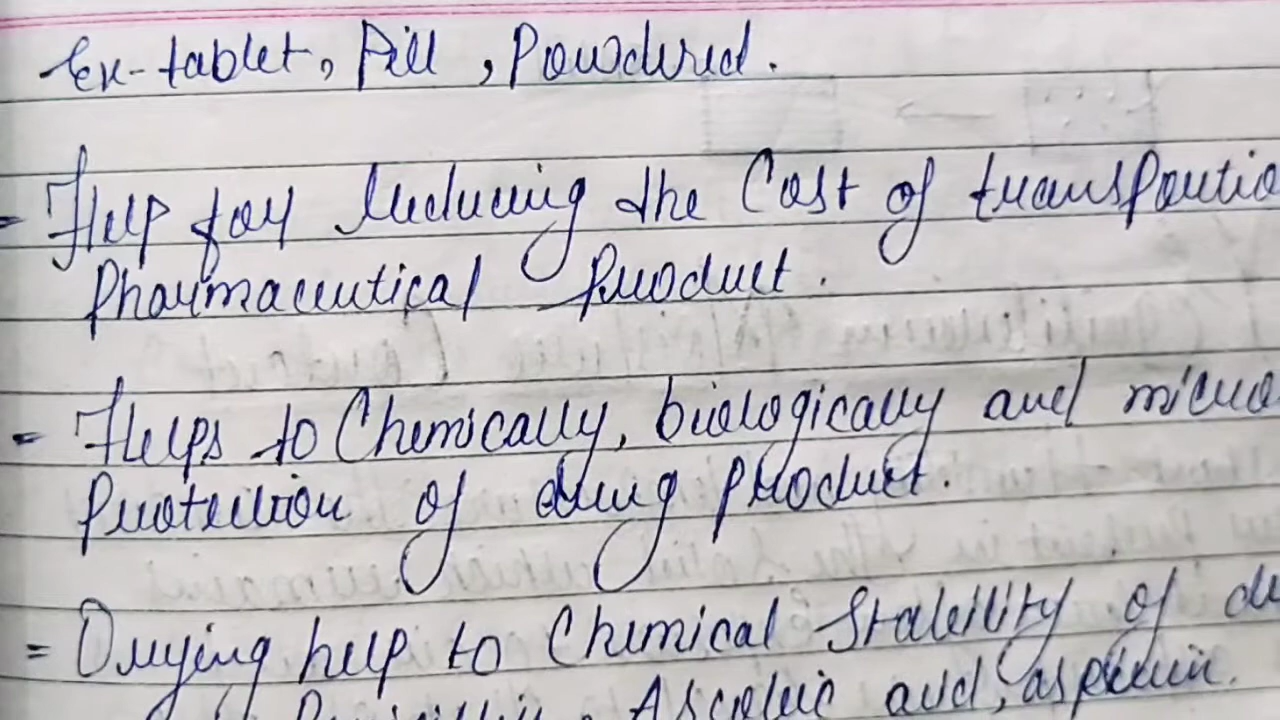 Ex-tablet, Pill, Powdered.
- Help for reducing the Cost of transportio
Pharmaceutical Product.
- Helps to Chemically, biologically and micro
Protection of drug product.
= Drying help to Chemical Stability of d
Ascorbic acid, aspirin.